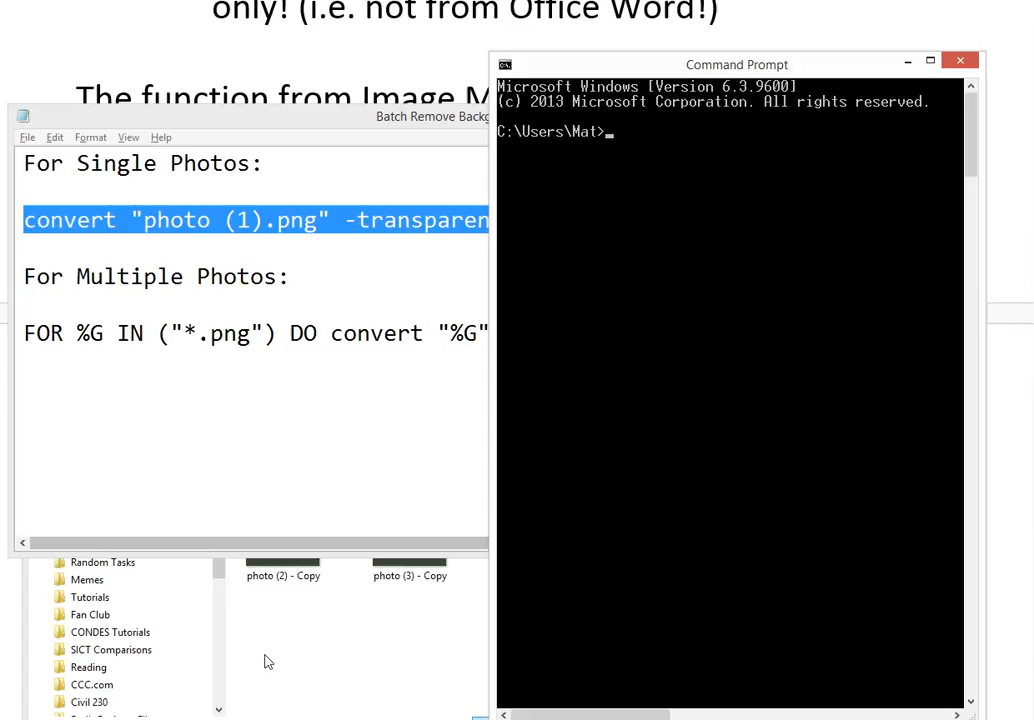 only! (i.e. not from Office Word!)
The function from Image M
Batch Remove Backg
File Edit Format View Help
For Single Photos:
convert "photo (1).png" -transparen
For Multiple Photos:
FOR %G IN ("*.png") DO convert "%G"
Command Prompt
Microsoft Windows [Version 6.3.9600]
(c) 2013 Microsoft Corporation. All rights reserved.
C:\Users\Mat>
Random Tasks
Memes
Tutorials
Fan Club
CONDES Tutorials
SICT Comparisons
Reading
CCC.com
Civil 230
photo (2) - Copy
photo (3) - Copy